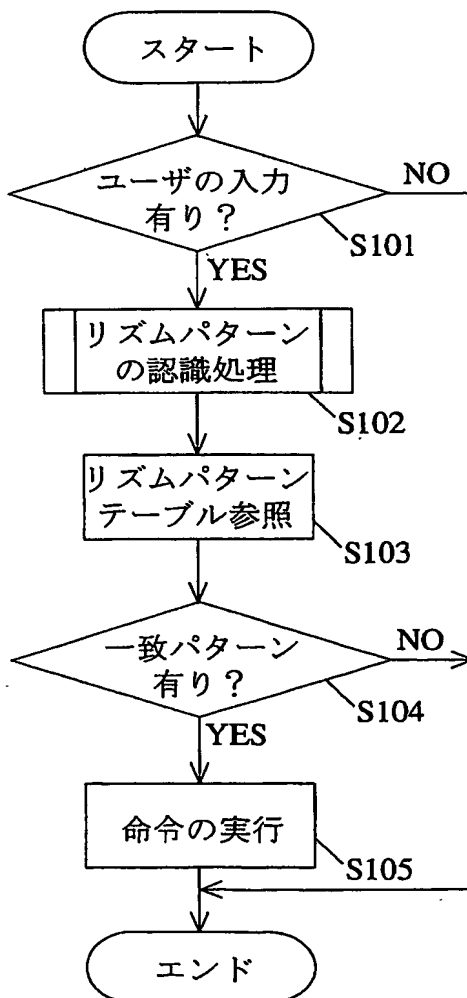 スタート
ユーザの入力
有り？
NO
S101
YES
リズムパターン
の認識処理
S102
リズムパターン
テーブル参照
S103
一致パターン
有り？
NO
S104
YES
命令の実行
S105
エンド